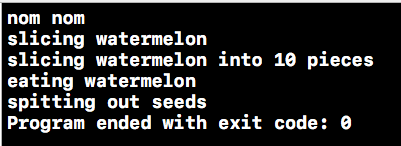 nom nom
slicing watermelon
slicing watermelon into 10 pieces
eating watermelon
spitting out seeds
Program ended with exit code: 0